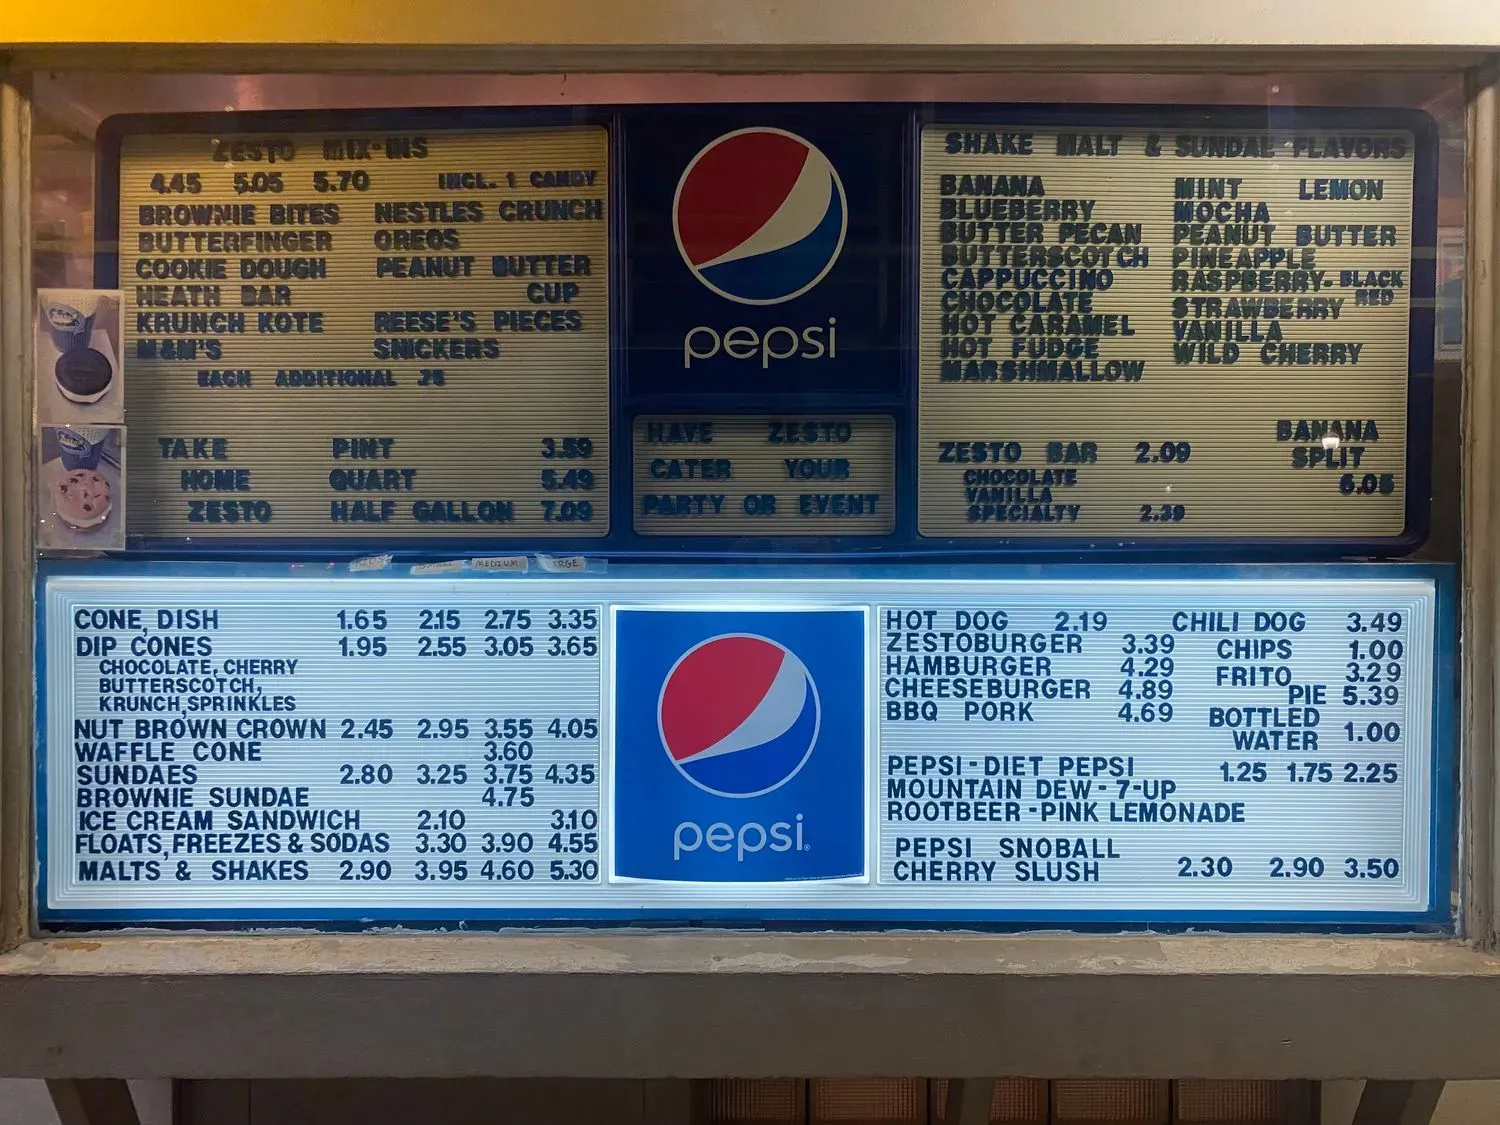 ZESTO MIX-INS
4.45 5.05 5.70 INCL. 1 CANDY
BROWNIE BITES NESTLES CRUNCH
BUTTERFINGER OREOS
COOKIE DOUGH PEANUT BUTTER
HEATH BAR CUP
KRUNCH KOTE REESE'S PIECES
M&M'S SNICKERS
EACH ADDITIONAL .75
TAKE PINT 3.59
HOME QUART 5.49
ZESTO HALF GALLON 7.09
pepsi
HAVE ZESTO
CATER YOUR
PARTY OR EVENT
SHAKE MALT & SUNDAE FLAVORS
BANANA MINT LEMON
BLUEBERRY MOCHA
BUTTER PECAN PEANUT BUTTER
BUTTERSCOTCH PINEAPPLE
CAPPUCCINO RASPBERRY-BLACK
CHOCOLATE STRAWBERRY RED
HOT CARAMEL VANILLA
HOT FUDGE WILD CHERRY
MARSHMALLOW
BANANA
ZESTO BAR 2.09 SPLIT
CHOCOLATE 6.05
VANILLA
SPECIALTY 2.39
MEDIUM
CONE, DISH 1.65 2.15 2.75 3.35
DIP CONES 1.95 2.55 3.05 3.65
CHOCOLATE, CHERRY
BUTTERSCOTCH,
KRUNCH, SPRINKLES
NUT BROWN CROWN 2.45 2.95 3.55 4.05
WAFFLE CONE 3.60
SUNDAES 2.80 3.25 3.75 4.35
BROWNIE SUNDAE 4.75
ICE CREAM SANDWICH 2.10 3.10
FLOATS, FREEZES & SODAS 3.30 3.90 4.55
MALTS & SHAKES 2.90 3.95 4.60 5.30
pepsi
HOT DOG 2.19 CHILI DOG 3.49
ZESTOBURGER 3.39 CHIPS 1.00
HAMBURGER 4.29 FRITO 3.29
CHEESEBURGER 4.89 PIE 5.39
BBQ PORK 4.69 BOTTLED
WATER 1.00
PEPSI-DIET PEPSI 1.25 1.75 2.25
MOUNTAIN DEW-7-UP
ROOTBEER-PINK LEMONADE
PEPSI SNOBALL
CHERRY SLUSH 2.30 2.90 3.50